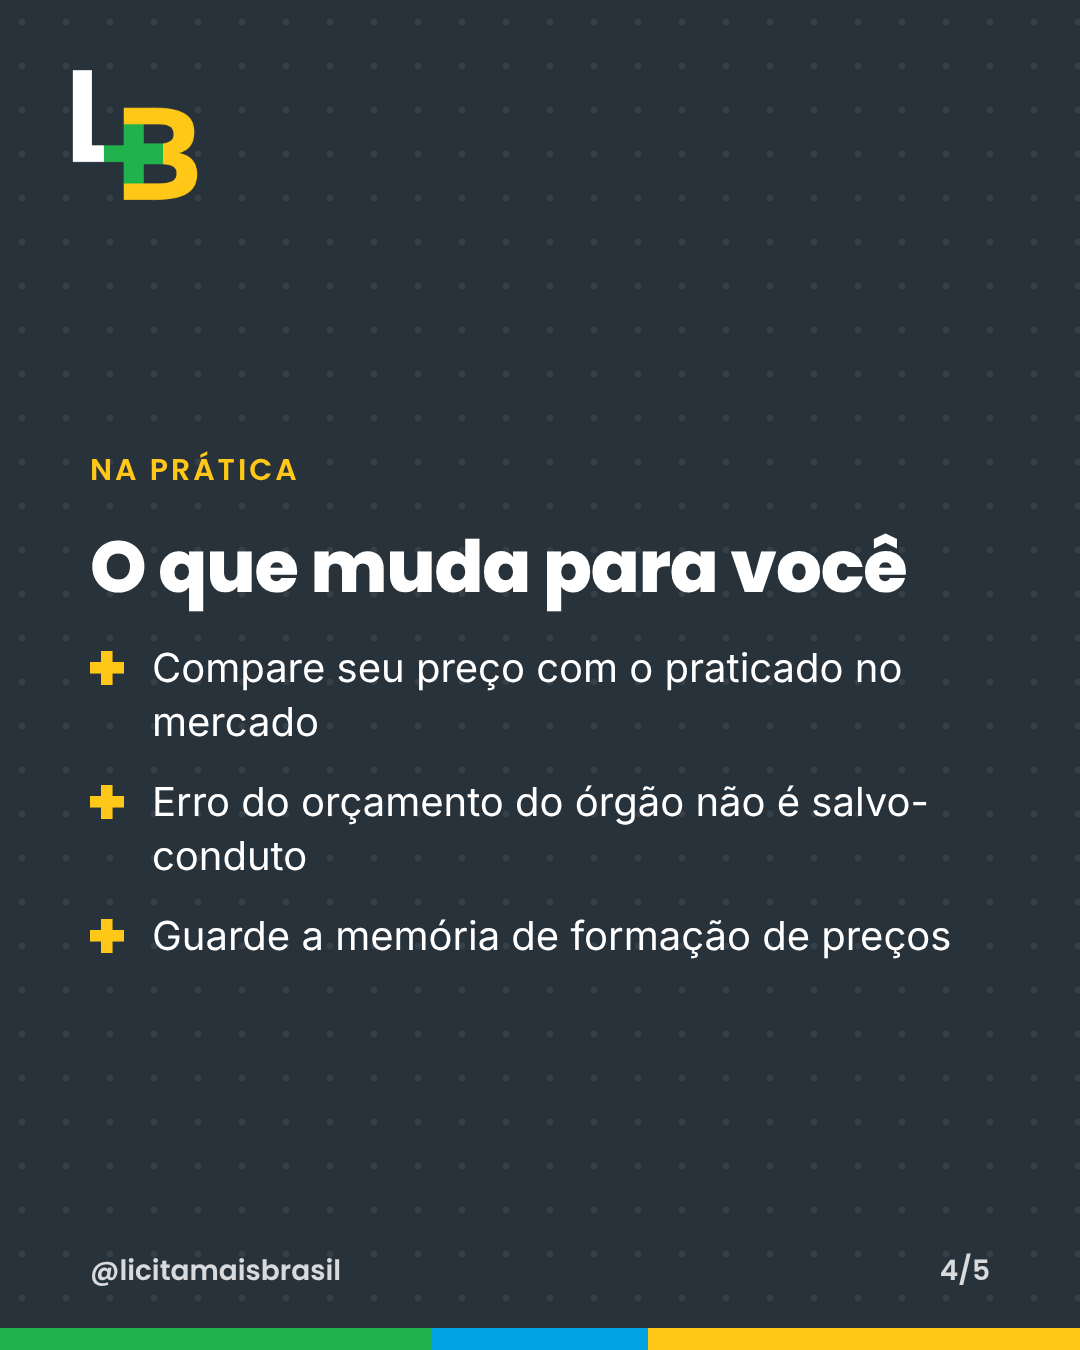 L+B
NA PRÁTICA
O que muda para você
Compare seu preço com o praticado no
mercado
Erro do orçamento do órgão não é salvo-
conduto
Guarde a memória de formação de preços
@licitamaisbrasil
4/5